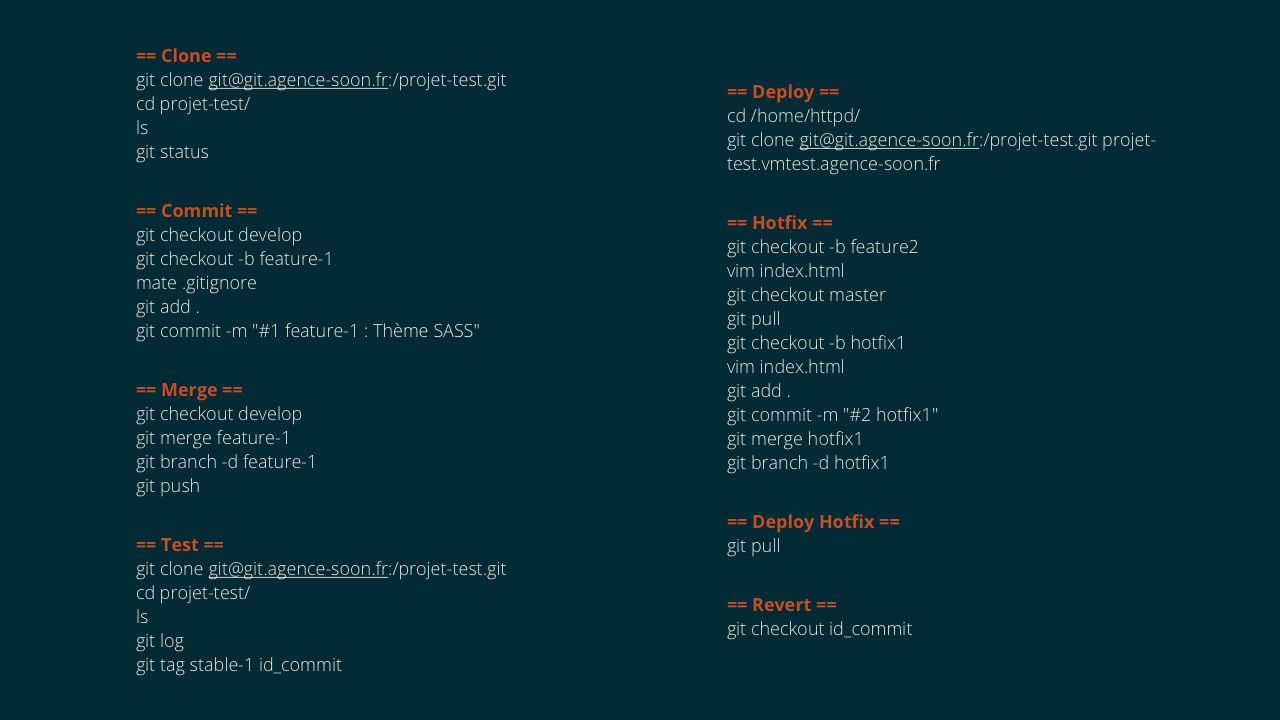 == Clone ==
git clone git@git.agence-soon.fr:/projet-test.git
cd projet-test/
ls
git status
== Commit ==
git checkout develop
git checkout -b feature-1
mate .gitignore
git add .
git commit -m "#1 feature-1 : Thème SASS"
== Merge ==
git checkout develop
git merge feature-1
git branch -d feature-1
git push
== Test ==
git clone git@git.agence-soon.fr:/projet-test.git
cd projet-test/
ls
git log
git tag stable-1 id_commit
== Deploy ==
cd /home/httpd/
git clone git@git.agence-soon.fr:/projet-test.git projet-
test.vmtest.agence-soon.fr
== Hotfix ==
git checkout -b feature2
vim index.html
git checkout master
git pull
git checkout -b hotfix1
vim index.html
git add .
git commit -m "#2 hotfix1"
git merge hotfix1
git branch -d hotfix1
== Deploy Hotfix ==
git pull
== Revert ==
git checkout id_commit